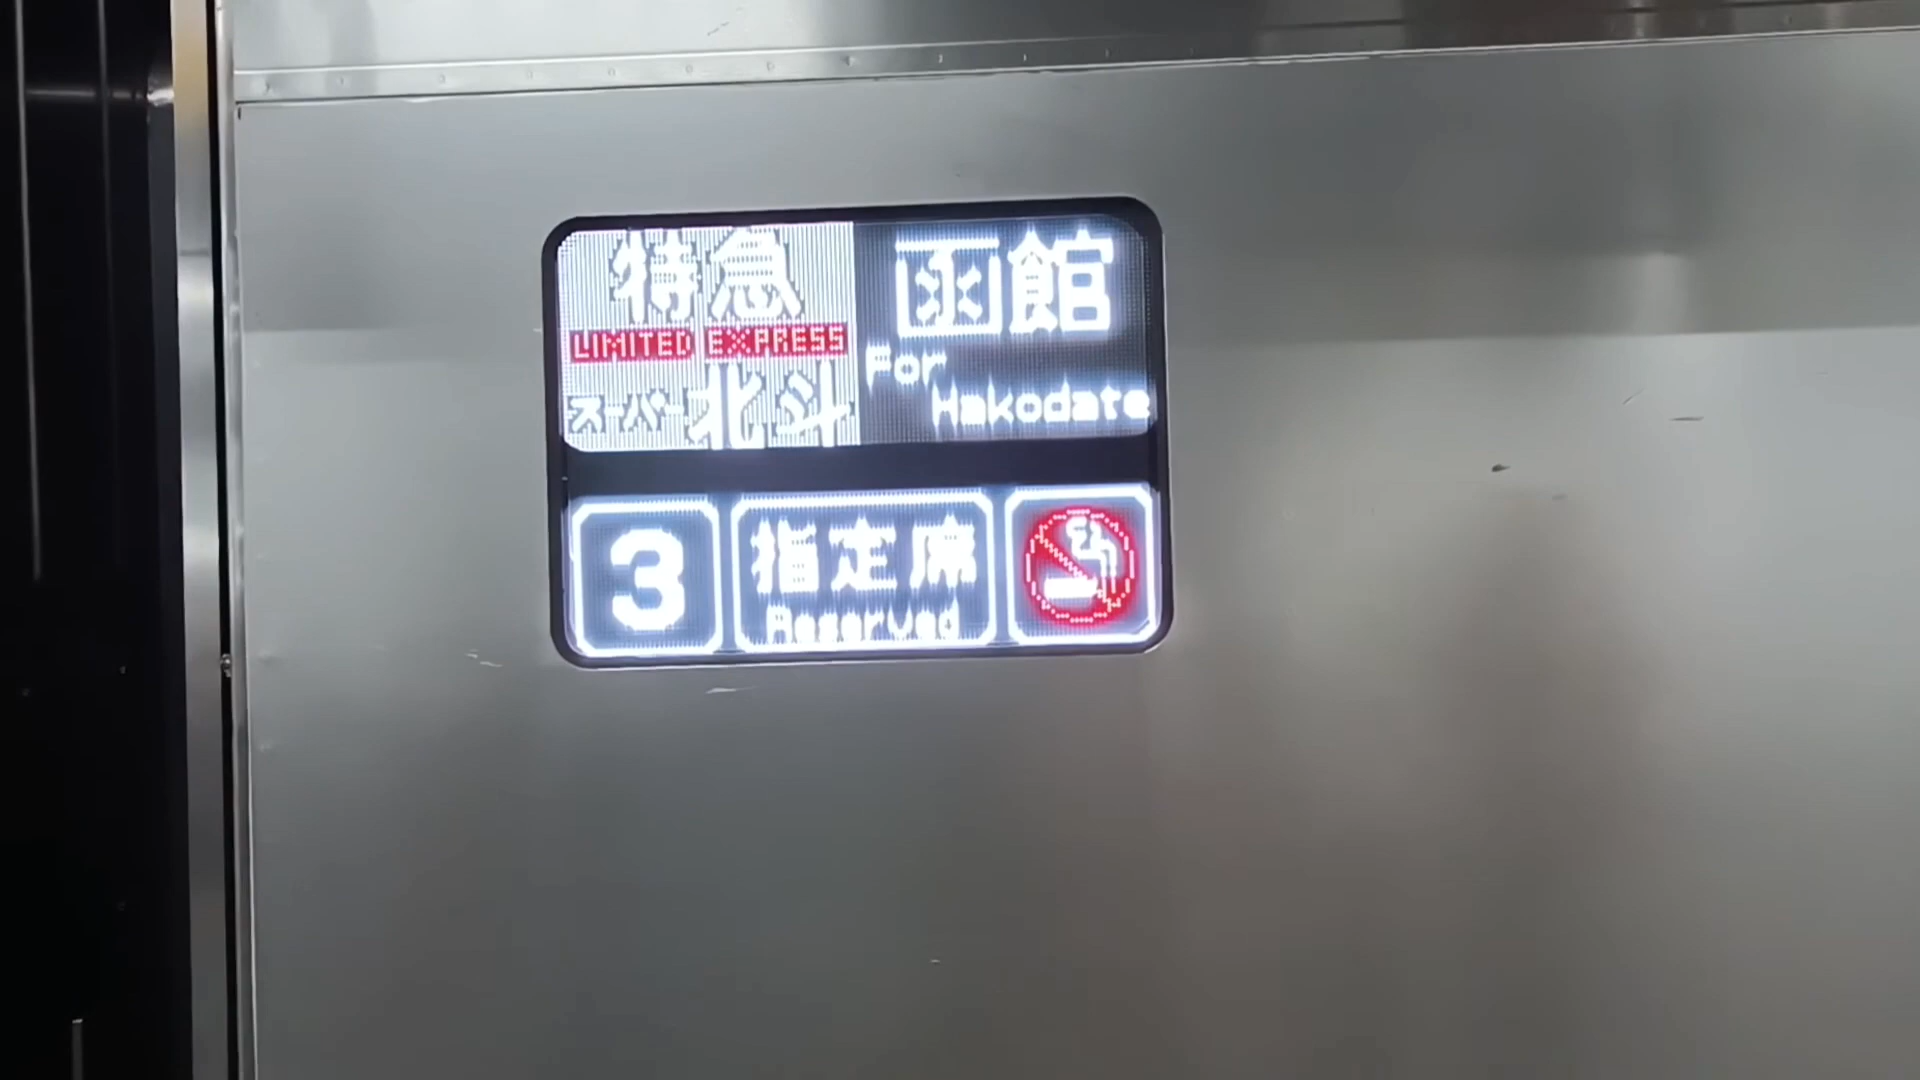 特急
LIMITED EXPRESS
スーパー北斗
函館
For
Hakodate
3
指定席
Reserved